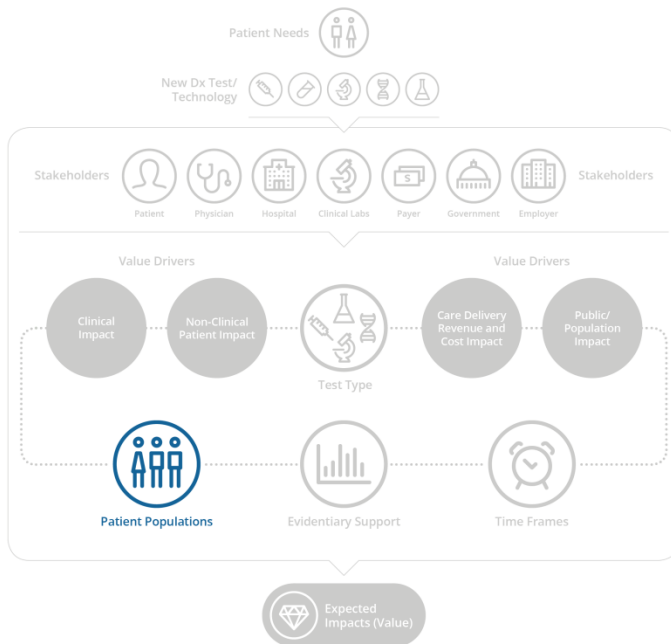 Patient Needs
New Dx Test/
Technology
Stakeholders
Stakeholders
Patient
Physician
Hospital
Clinical Labs
$
Payer
Government
Employer
Value Drivers
Value Drivers
Clinical
Impact
Non-Clinical
Patient Impact
Test Type
Care Delivery
Revenue and
Cost Impact
Public/
Population
Impact
Patient Populations
Evidentiary Support
Time Frames
Expected
Impacts (Value)